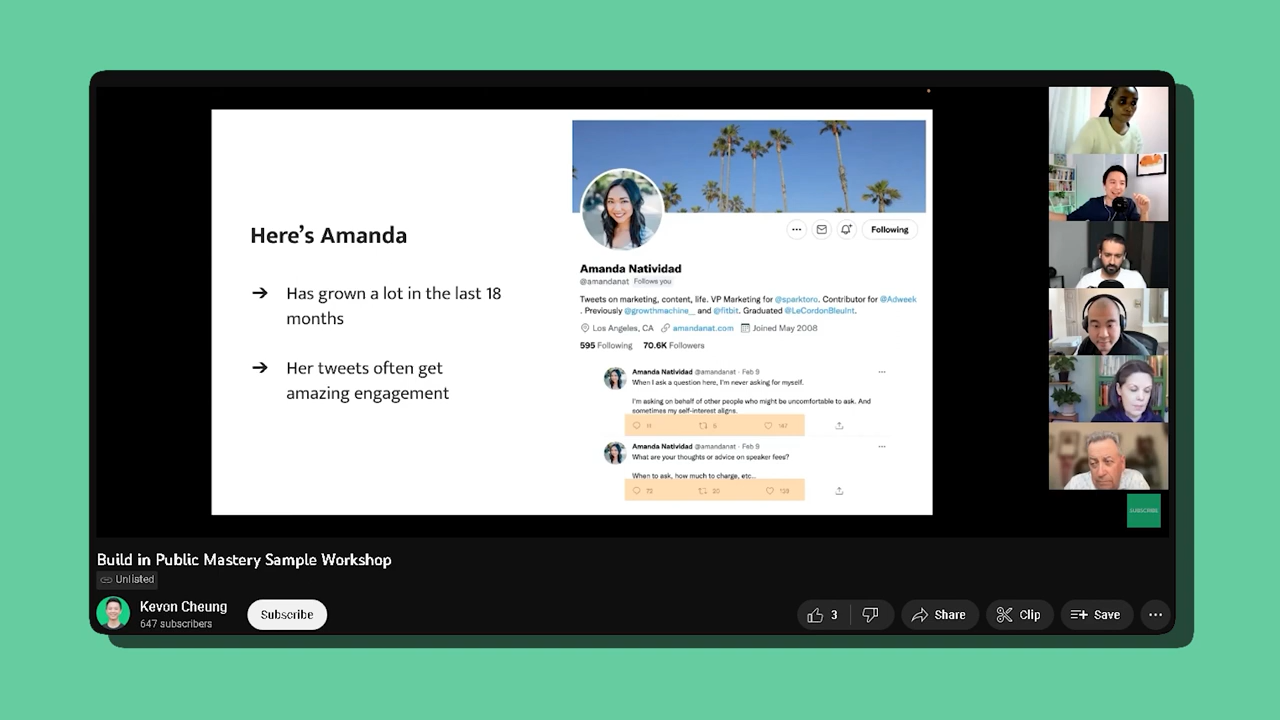 Here's Amanda
➔ Has grown a lot in the last 18
months
➔ Her tweets often get
amazing engagement
Following
Amanda Natividad
@amandanat Follows you
Tweets on marketing, content, life. VP Marketing for @sparktoro. Contributor for @Adweek
. Previously @growthmachine__ and @fitbit. Graduated @LeCordonBleuInt.
Los Angeles, CA amandanat.com Joined May 2008
595 Following 70.6K Followers
Amanda Natividad @amandanat · Feb 9
When I ask a question here, I'm never asking for myself.
I'm asking on behalf of other people who might be uncomfortable to ask. And
sometimes my self-interest aligns.
11 5 147
Amanda Natividad @amandanat · Feb 9
What are your thoughts or advice on speaker fees?
When to ask, how much to charge, etc...
SUBSCRIBE
Build in Public Mastery Sample Workshop
Unlisted
Kevon Cheung
647 subscribers
Subscribe
3
Share
Clip
Save